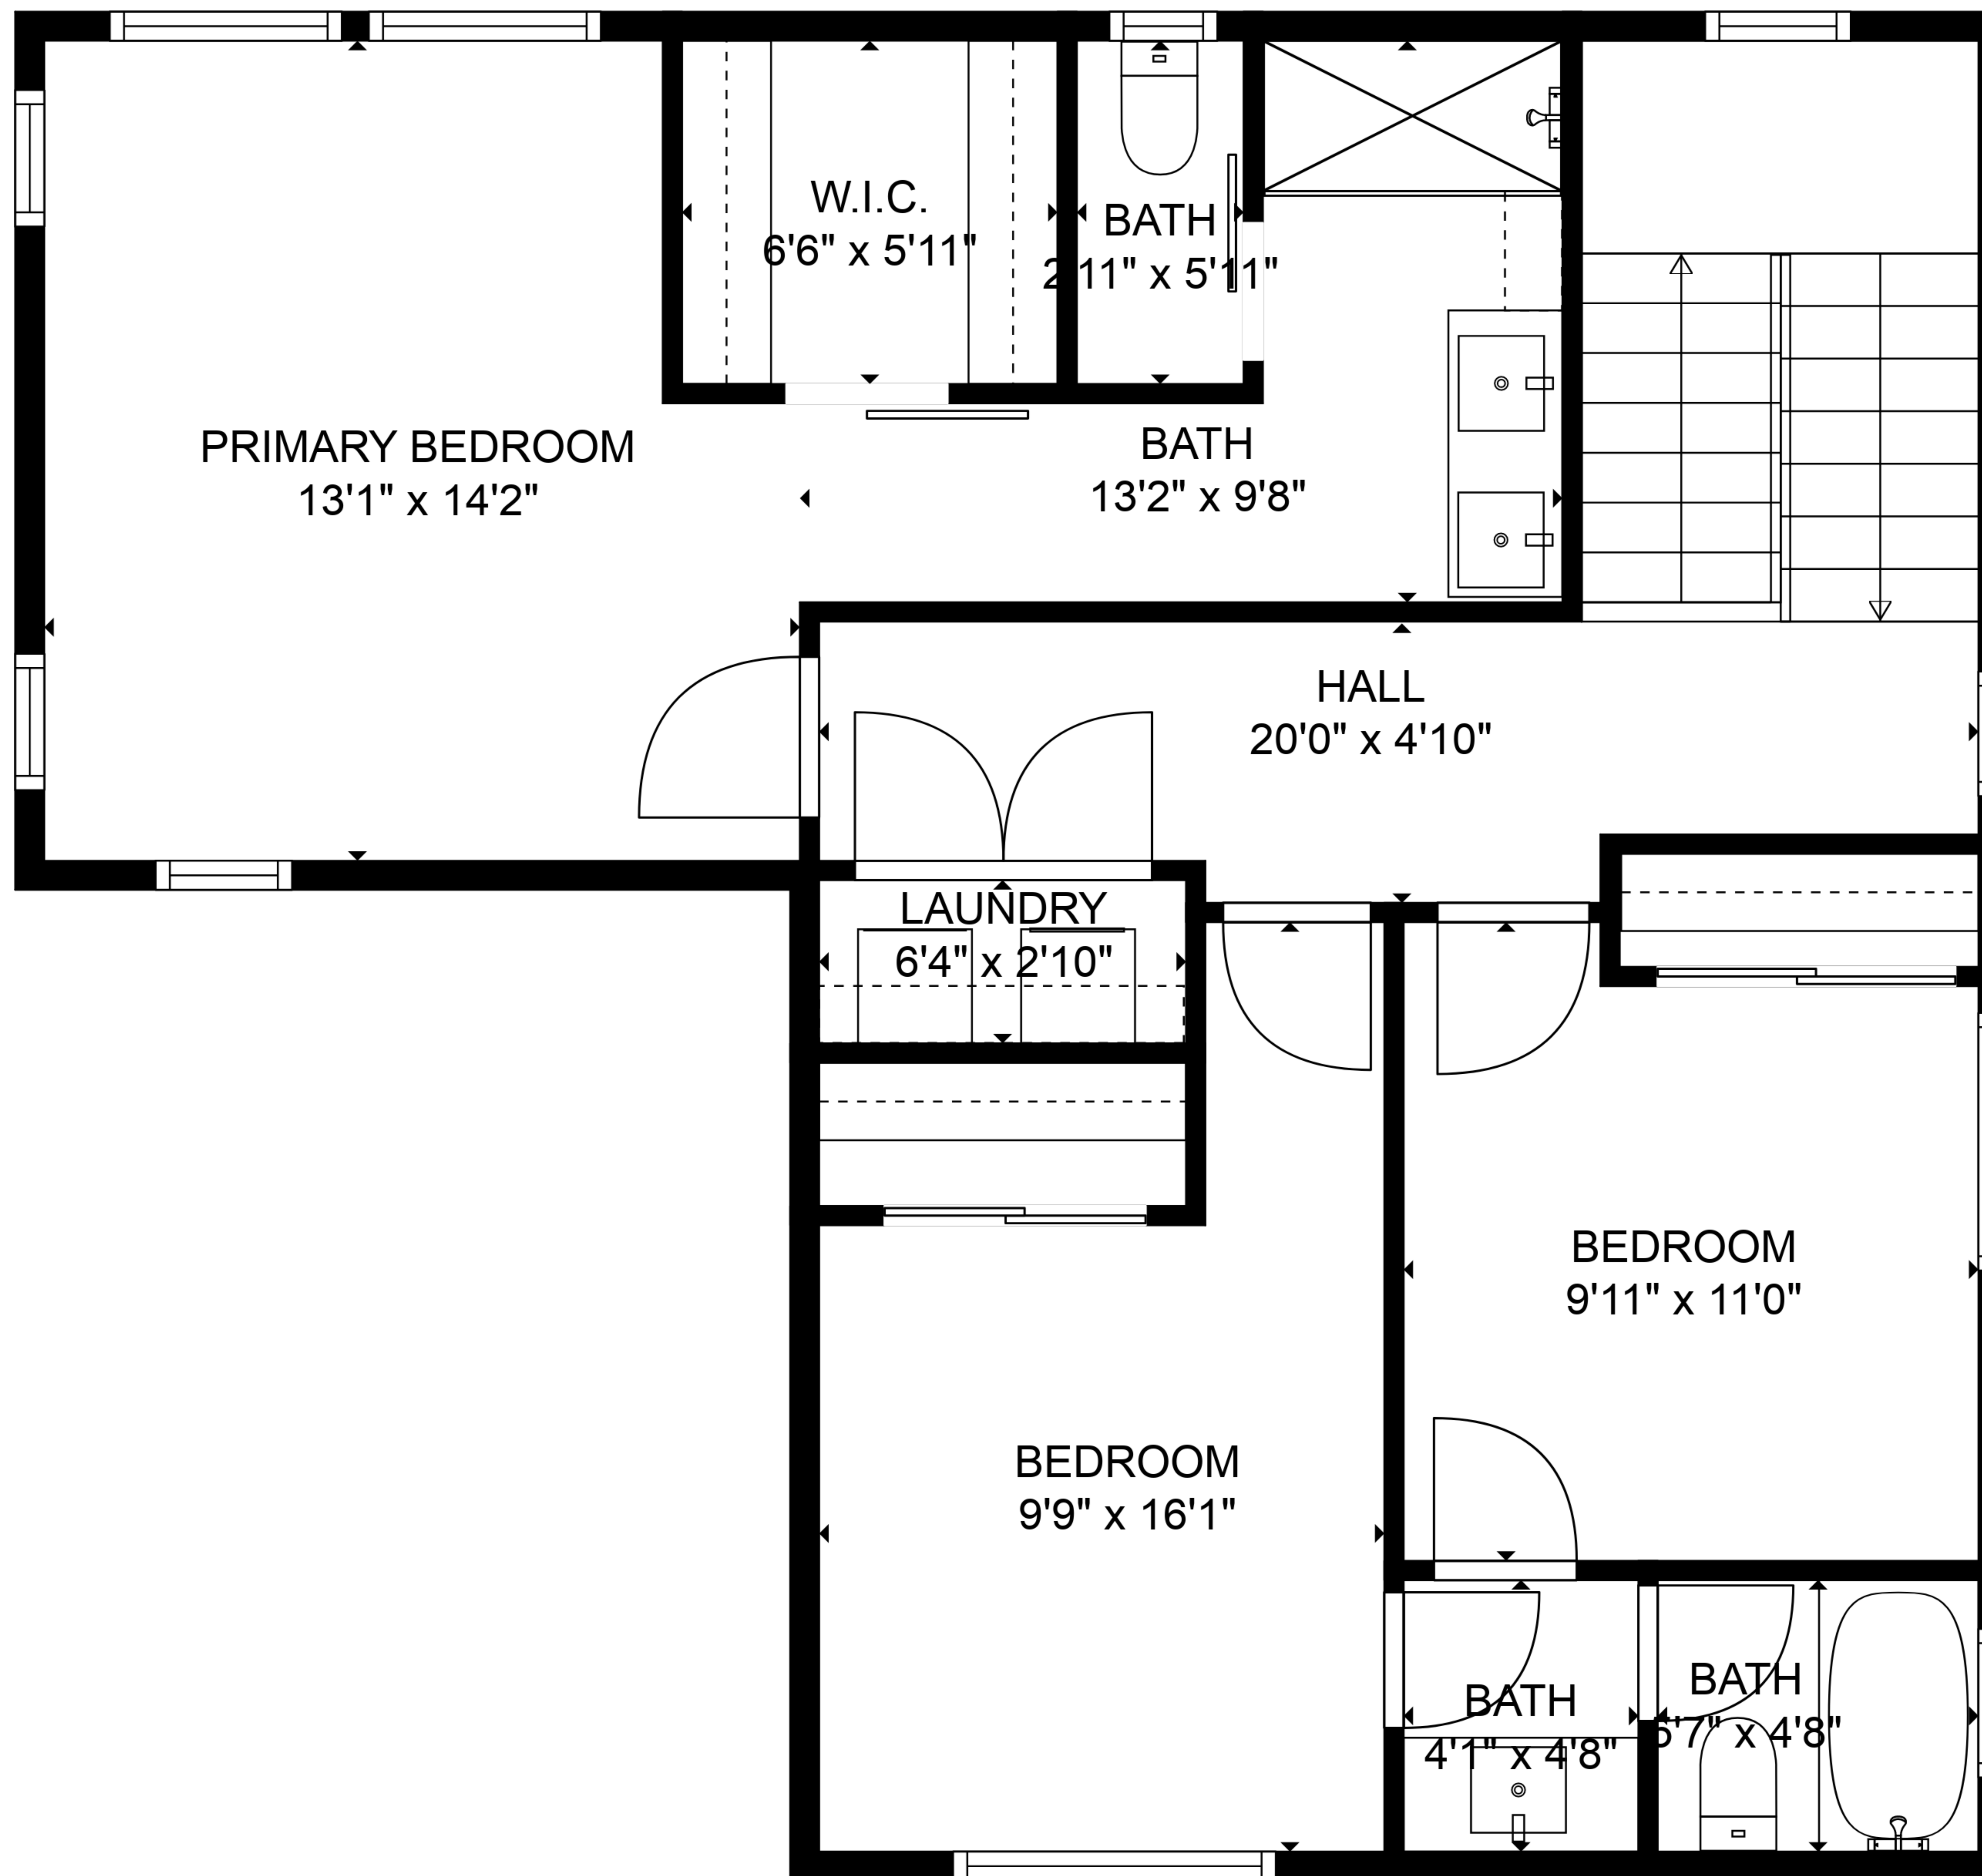 W.I.C.
6'6" x 5'11"
BATH
2'11" x 5'11"
PRIMARY BEDROOM
13'1" x 14'2"
BATH
13'2" x 9'8"
HALL
20'0" x 4'10"
LAUNDRY
6'4" x 2'10"
BEDROOM
9'11" x 11'0"
BEDROOM
9'9" x 16'1"
BATH
4'1" x 4'8"
BATH
5'7" x 4'8"